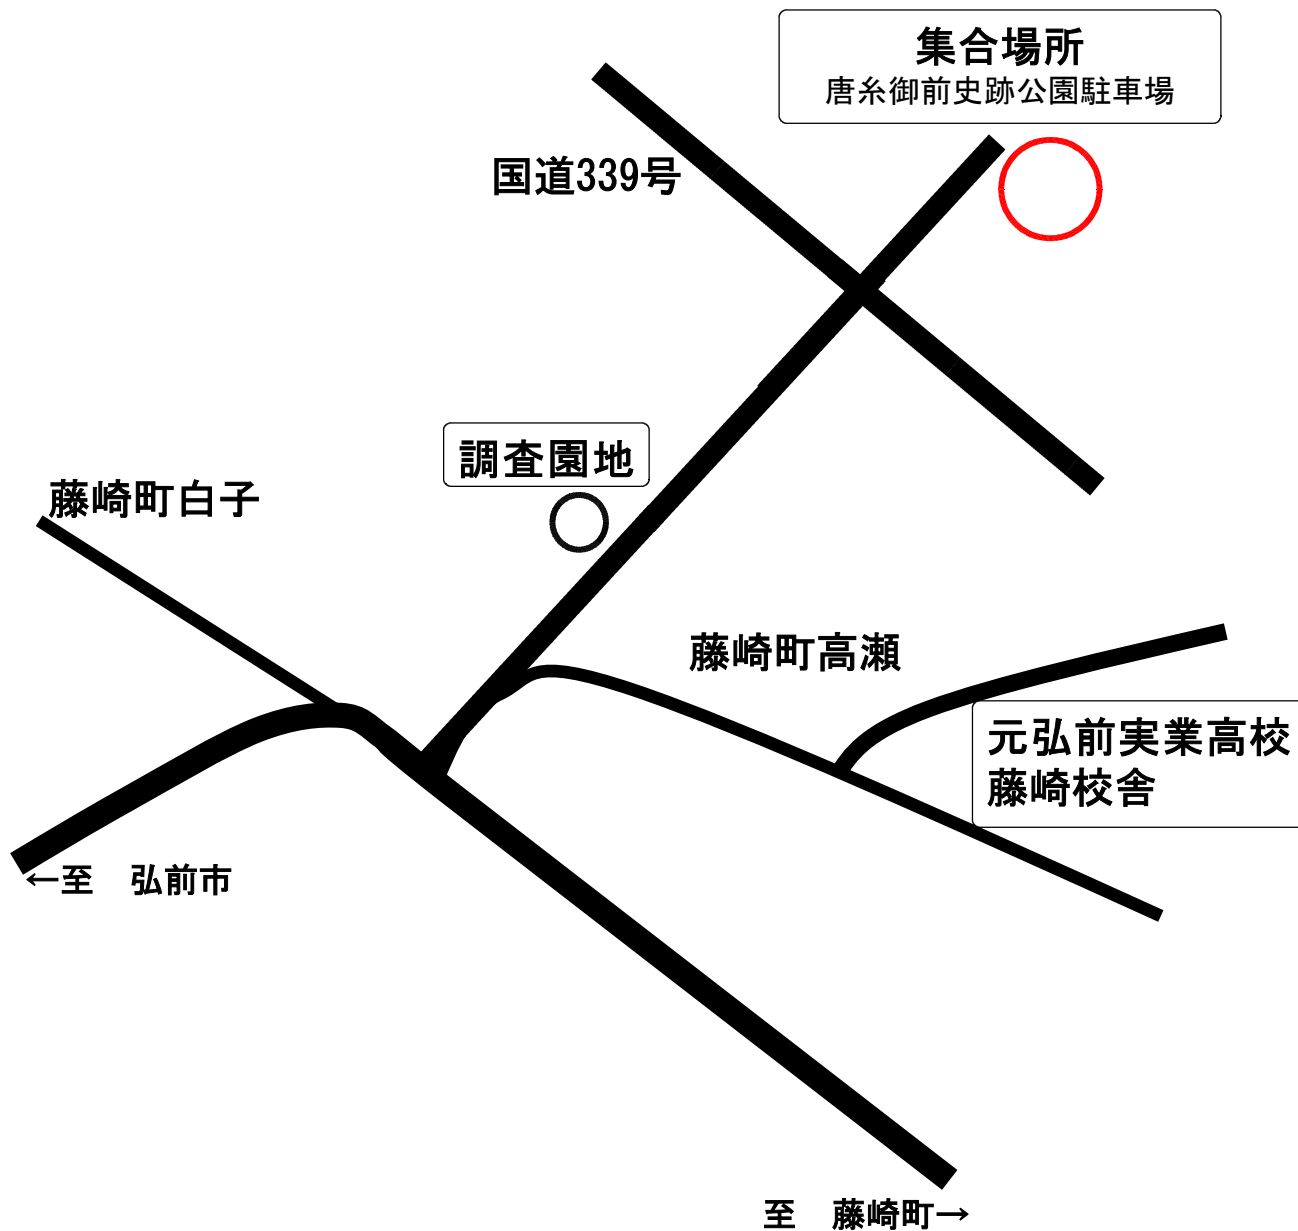 集合場所
唐糸御前史跡公園駐車場
国道339号
調査園地
藤崎町白子
藤崎町高瀬
元弘前実業高校
藤崎校舎
←至　弘前市
至　藤崎町→